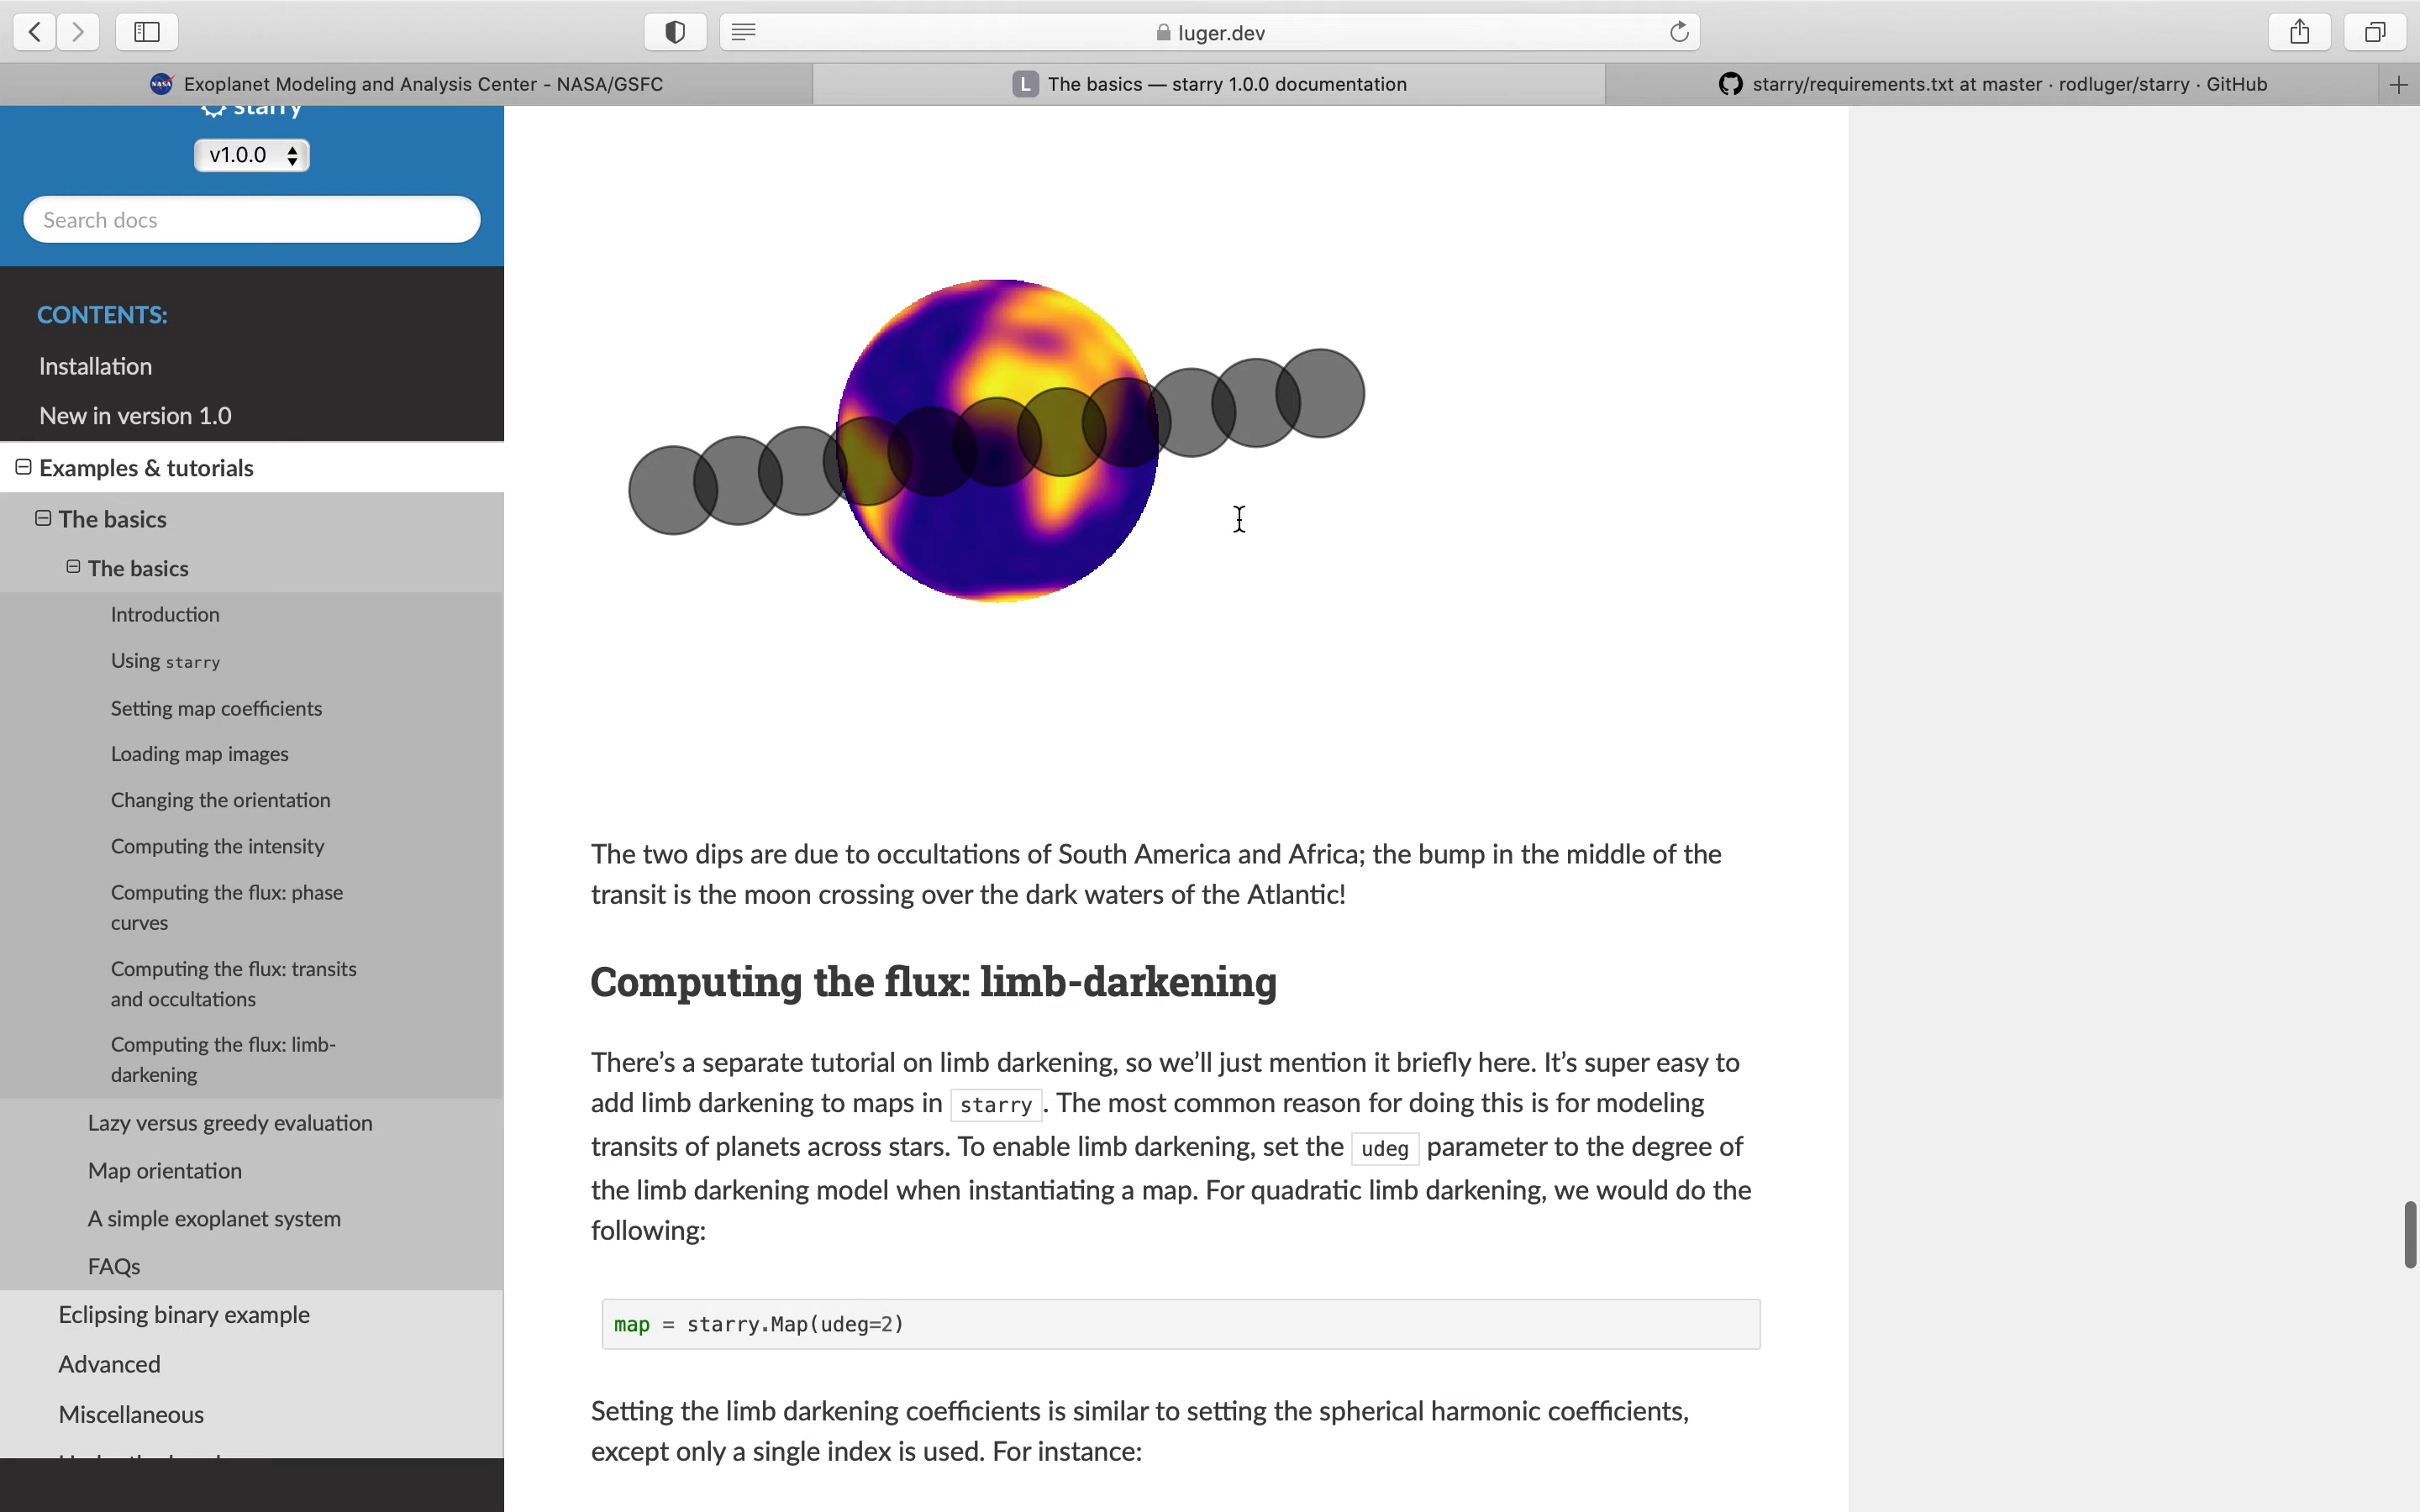 luger.dev
Exoplanet Modeling and Analysis Center - NASA/GSFC
L The basics — starry 1.0.0 documentation
starry/requirements.txt at master · rodluger/starry · GitHub
starry
v1.0.0
Search docs
CONTENTS:
Installation
New in version 1.0
Examples & tutorials
The basics
The basics
Introduction
Using starry
Setting map coefficients
Loading map images
Changing the orientation
Computing the intensity
Computing the flux: phase
curves
Computing the flux: transits
and occultations
Computing the flux: limb-
darkening
Lazy versus greedy evaluation
Map orientation
A simple exoplanet system
FAQs
Eclipsing binary example
Advanced
Miscellaneous
The two dips are due to occultations of South America and Africa; the bump in the middle of the
transit is the moon crossing over the dark waters of the Atlantic!
Computing the flux: limb-darkening
There’s a separate tutorial on limb darkening, so we’ll just mention it briefly here. It’s super easy to
add limb darkening to maps in starry . The most common reason for doing this is for modeling
transits of planets across stars. To enable limb darkening, set the udeg parameter to the degree of
the limb darkening model when instantiating a map. For quadratic limb darkening, we would do the
following:
map = starry.Map(udeg=2)
Setting the limb darkening coefficients is similar to setting the spherical harmonic coefficients,
except only a single index is used. For instance: